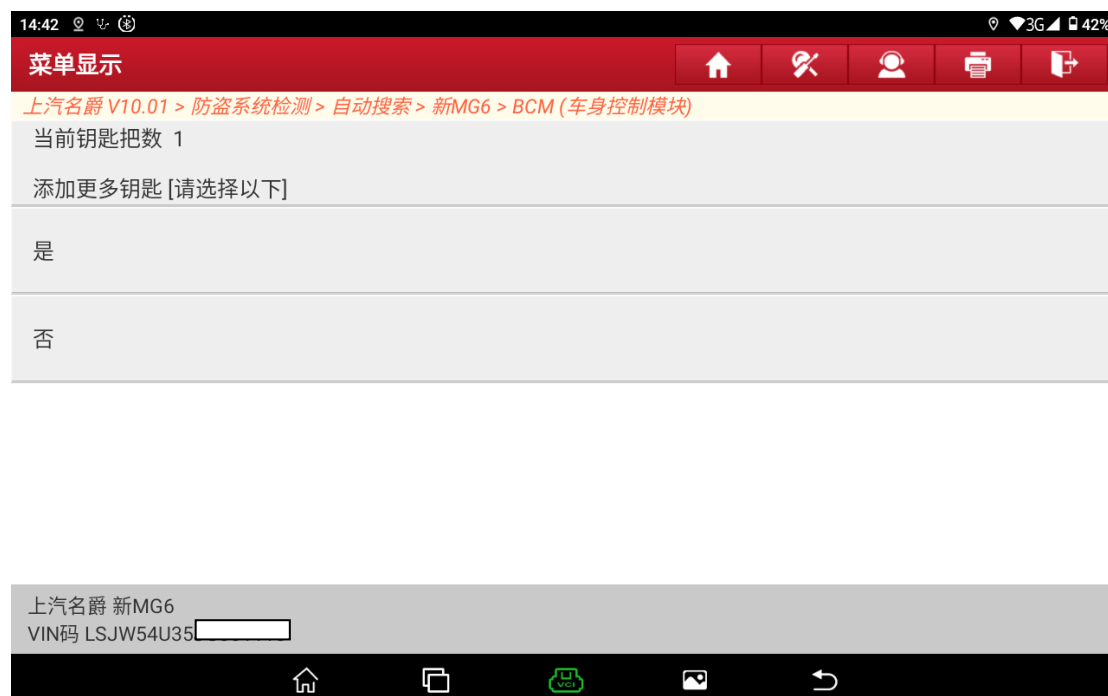 14:42 3G 42%
菜单显示
上汽名爵 V10.01 > 防盗系统检测 > 自动搜索 > 新MG6 > BCM (车身控制模块)
当前钥匙把数 1
添加更多钥匙 [请选择以下]
是
否
上汽名爵 新MG6
VIN码 LSJW54U35
VCI